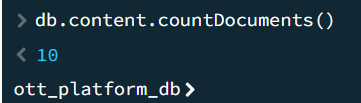 > db.content.countDocuments()
< 10
ott_platform_db>